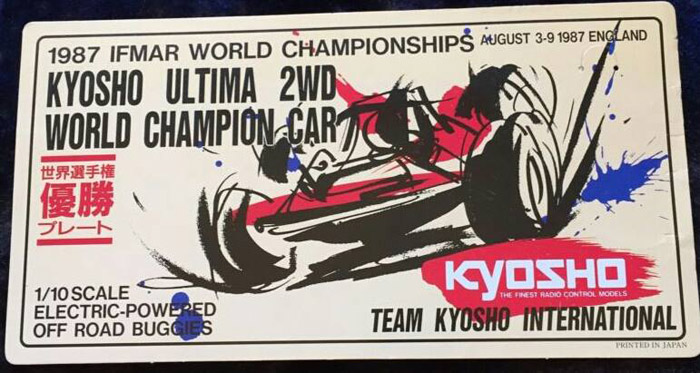 1987 IFMAR WORLD CHAMPIONSHIPS AUGUST 3-9 1987 ENGLAND
KYOSHO ULTIMA 2WD
WORLD CHAMPION CAR
世界選手権
優勝
プレート
KYOSHO
THE FINEST RADIO CONTROL MODELS
1/10 SCALE
ELECTRIC-POWERED
OFF ROAD BUGGIES
TEAM KYOSHO INTERNATIONAL
PRINTED IN JAPAN